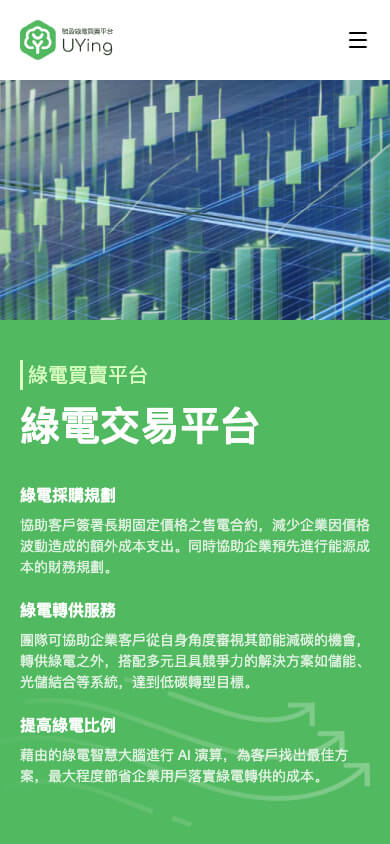 號盈綠電買賣平台
UYing
綠電買賣平台
綠電交易平台
綠電採購規劃
協助客戶簽署長期固定價格之售電合約，減少企業因價格
波動造成的額外成本支出。同時協助企業預先進行能源成
本的財務規劃。
綠電轉供服務
團隊可協助企業客戶從自身角度審視其節能減碳的機會，
轉供綠電之外，搭配多元且具競爭力的解決方案如儲能、
光儲結合等系統，達到低碳轉型目標。
提高綠電比例
藉由的綠電智慧大腦進行 AI 演算，為客戶找出最佳方
案，最大程度節省企業用戶落實綠電轉供的成本。